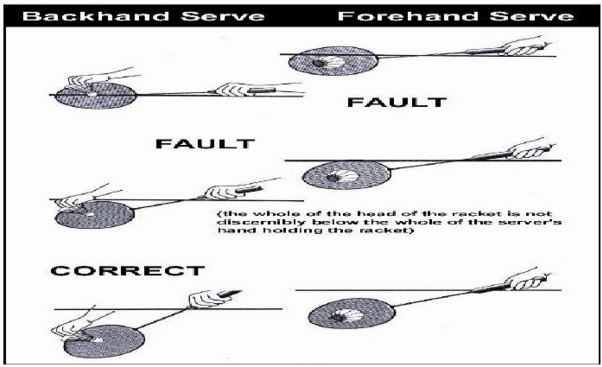 Backhand Serve Forehand Serve
FAULT
FAULT
(the whole of the head of the racket is not
discernibly below the whole of the server's
hand holding the racket)
CORRECT